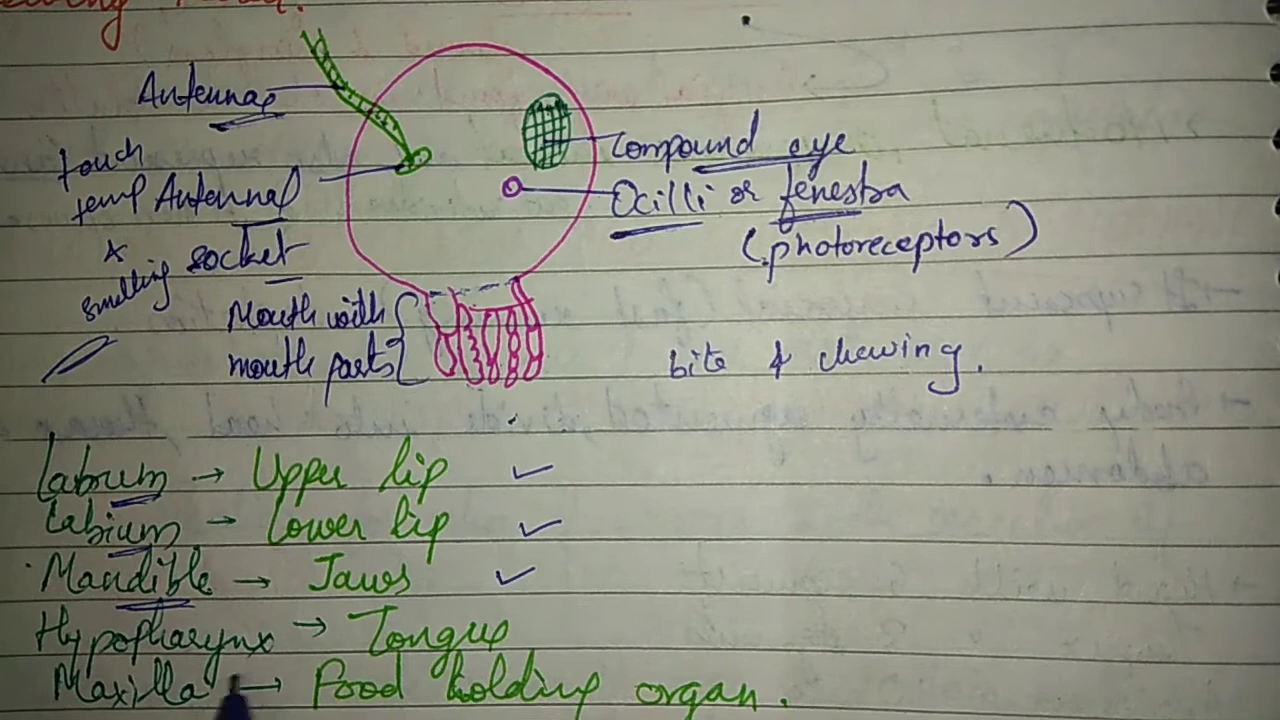 Antennae
touch
temp Antennal
x
smelling socket
Compound eye
Ocilli or fenestra
(photoreceptors)
Mouth with
mouth parts
bite & chewing.
Labrum → Upper lip ✓
Labium → Lower lip ✓
Mandible → Jaws ✓
Hypopharynx → Tongue
Maxilla → Food holding organ.